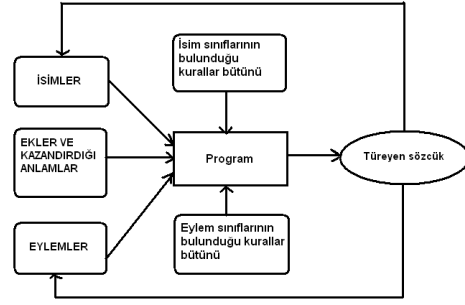 İSİMLER
İsim sınıflarının
bulunduğu
kurallar bütünü
EKLER VE
KAZANDIRDIĞI
ANLAMLAR
Program
Türeyen sözcük
EYLEMLER
Eylem sınıflarının
bulunduğu kurallar
bütünü